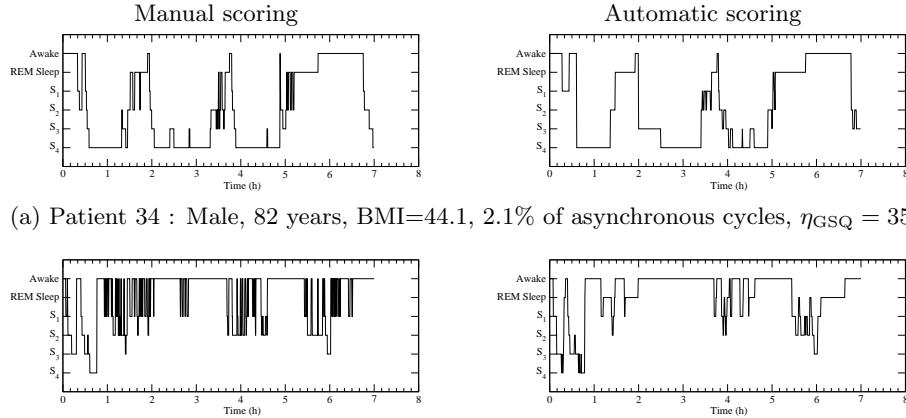 Manual scoring
Automatic scoring
Awake
REM Sleep
S1
S2
S3
S4
0 1 2 3 4 5 6 7 8
Time (h)
Awake
REM Sleep
S1
S2
S3
S4
0 1 2 3 4 5 6 7 8
Time (h)
(a) Patient 34 : Male, 82 years, BMI=44.1, 2.1% of asynchronous cycles, ηGSQ = 35
Awake
REM Sleep
S1
S2
S3
S4
0 1 2 3 4 5 6 7 8
Time (h)
Awake
REM Sleep
S1
S2
S3
S4
0 1 2 3 4 5 6 7 8
Time (h)